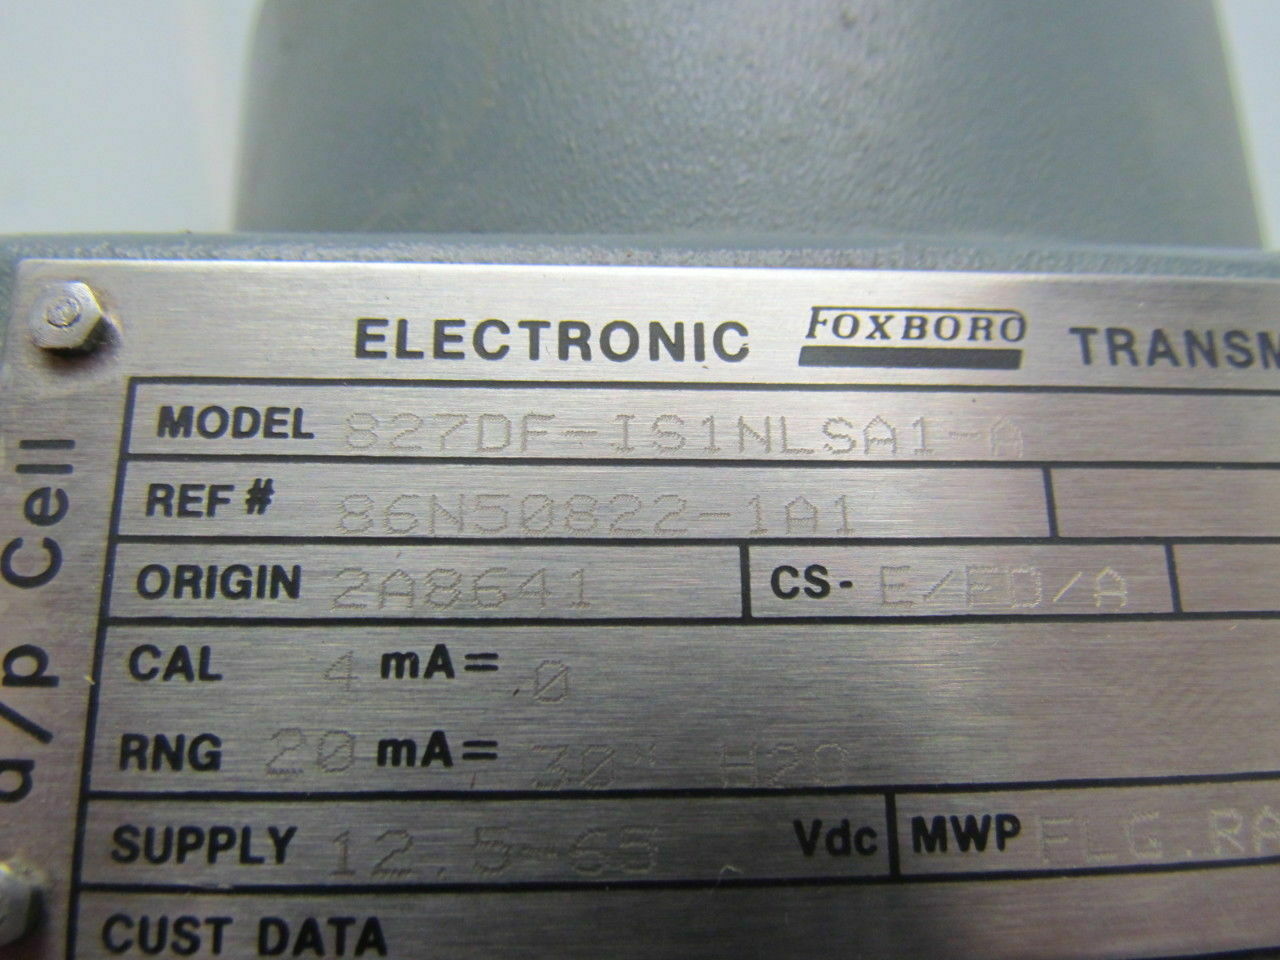 ELECTRONIC FOXBORO TRANSM
MODEL 827DF-IS1NLSA1-A
REF # 86N50822-1A1
ORIGIN 2A8641 CS- E/FD/A
CAL 4 mA= 0
RNG 20 mA= 30" H20
SUPPLY 12.5-65 Vdc MWP FLG.RA
CUST DATA
d/p Cell